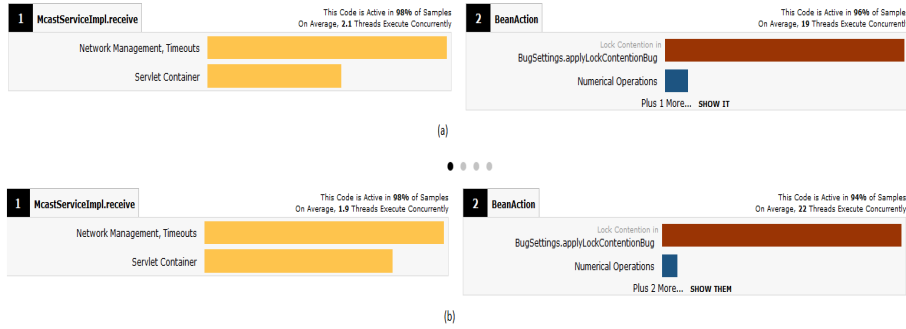 1 McastServiceImpl.receive
This Code is Active in 98% of Samples
On Average, 2.1 Threads Execute Concurrently
Network Management, Timeouts
Servlet Container
2 BeanAction
This Code is Active in 96% of Samples
On Average, 19 Threads Execute Concurrentl
Lock Contention in
BugSettings.applyLockContentionBug
Numerical Operations
Plus 1 More... SHOW IT
(a)
1 McastServiceImpl.receive
This Code is Active in 98% of Samples
On Average, 1.9 Threads Execute Concurrently
Network Management, Timeouts
Servlet Container
2 BeanAction
This Code is Active in 94% of Samples
On Average, 22 Threads Execute Concurrently
Lock Contention in
BugSettings.applyLockContentionBug
Numerical Operations
Plus 2 More... SHOW THEM
(b)